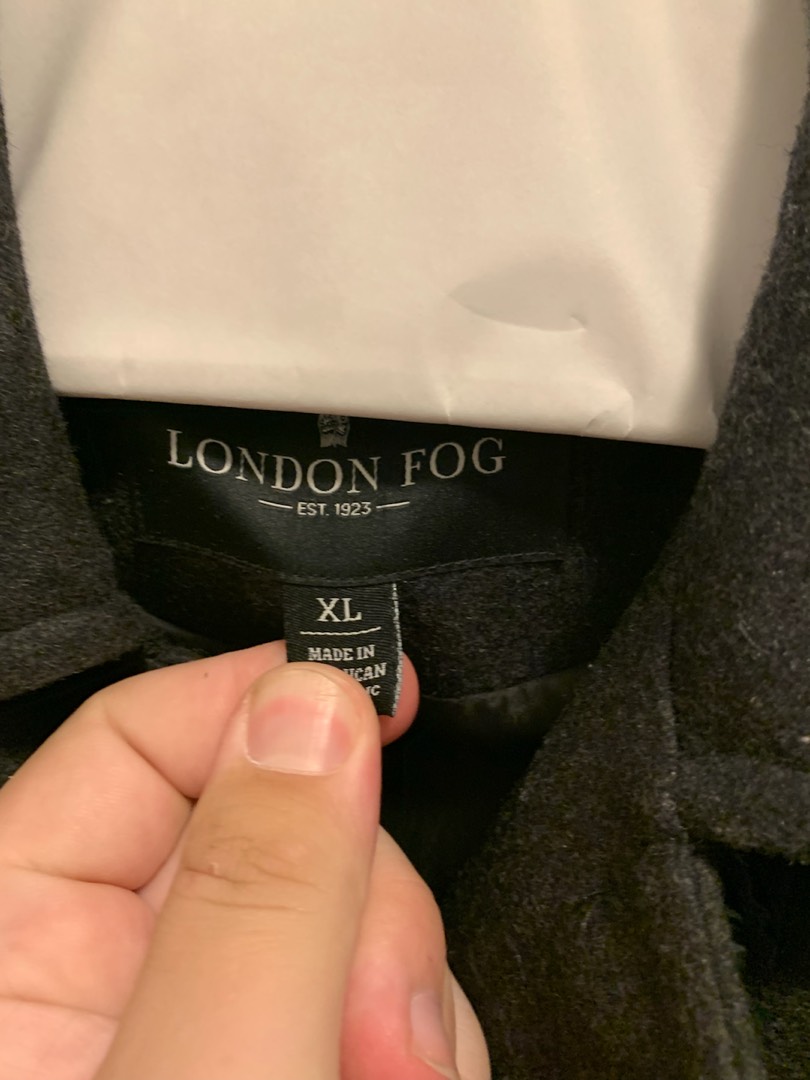 LONDON FOG
EST. 1923
XL
MADE IN